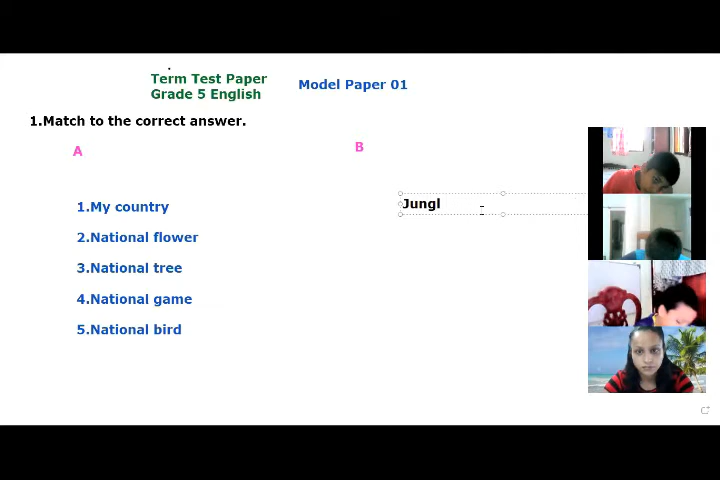 Term Test Paper
Grade 5 English
Model Paper 01
1.Match to the correct answer.
A
B
1.My country
Jungl
2.National flower
3.National tree
4.National game
5.National bird